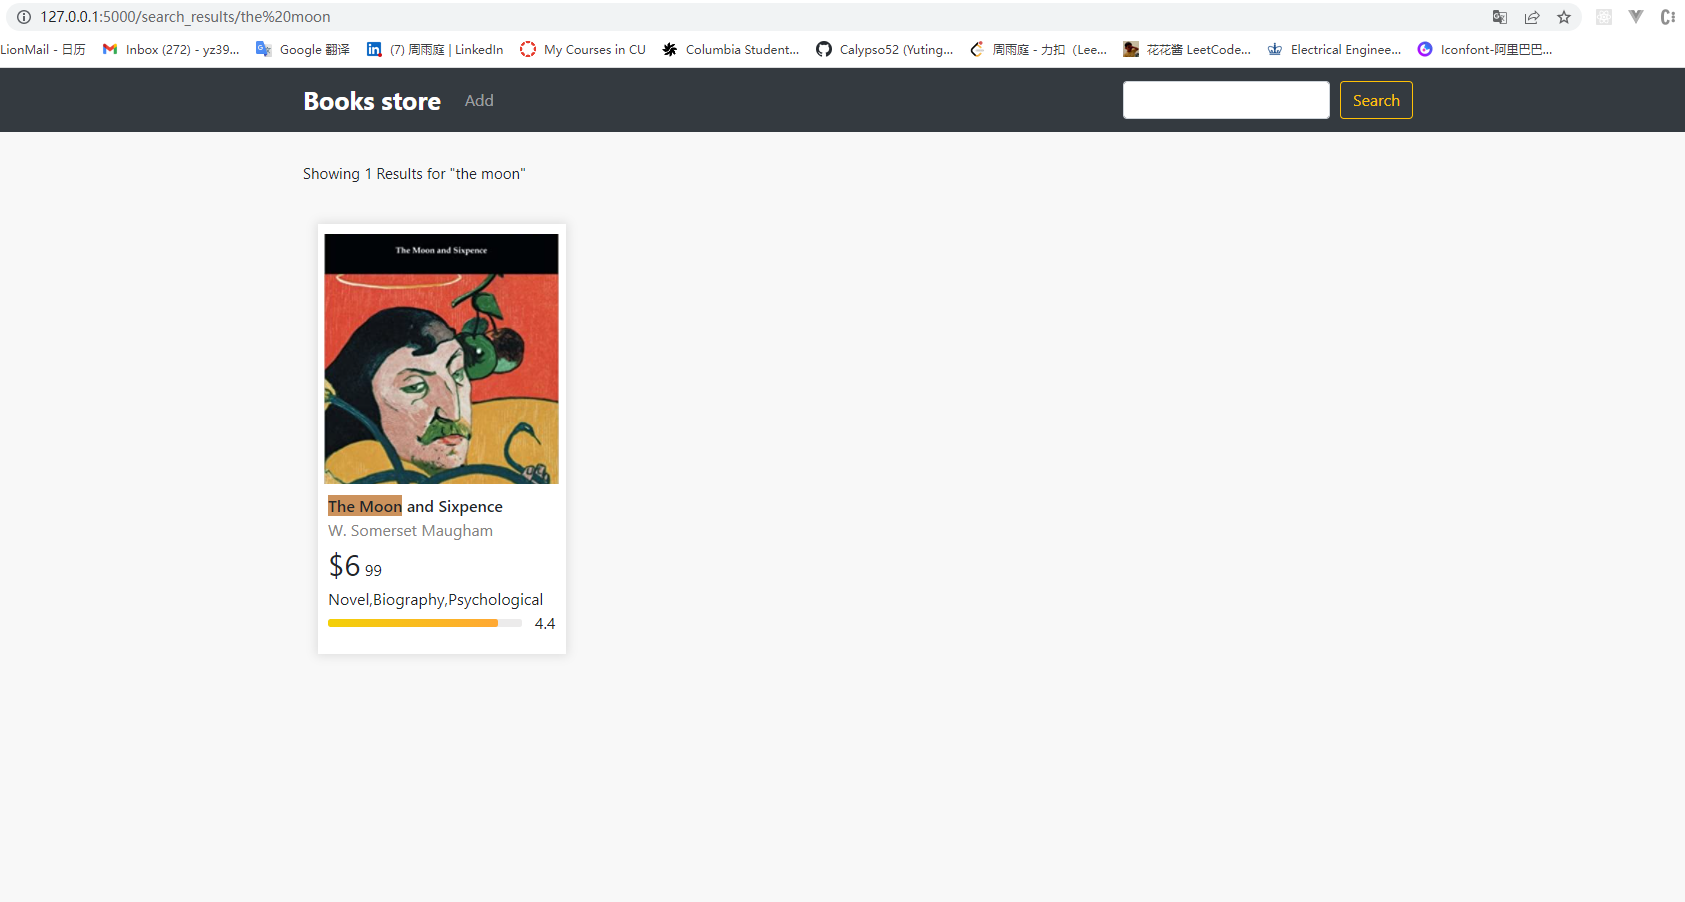 127.0.0.1:5000/search_results/the%20moon
LionMail - 日历 Inbox (272) - yz39... Google 翻译 (7) 周雨庭 | LinkedIn My Courses in CU Columbia Student... Calypso52 (Yuting... 周雨庭 - 力扣 (Lee... 花花酱 LeetCode... Electrical Enginee... Iconfont-阿里巴巴...
Books store Add Search
Showing 1 Results for "the moon"
The Moon and Sixpence
The Moon and Sixpence
W. Somerset Maugham
$6 99
Novel,Biography,Psychological
4.4